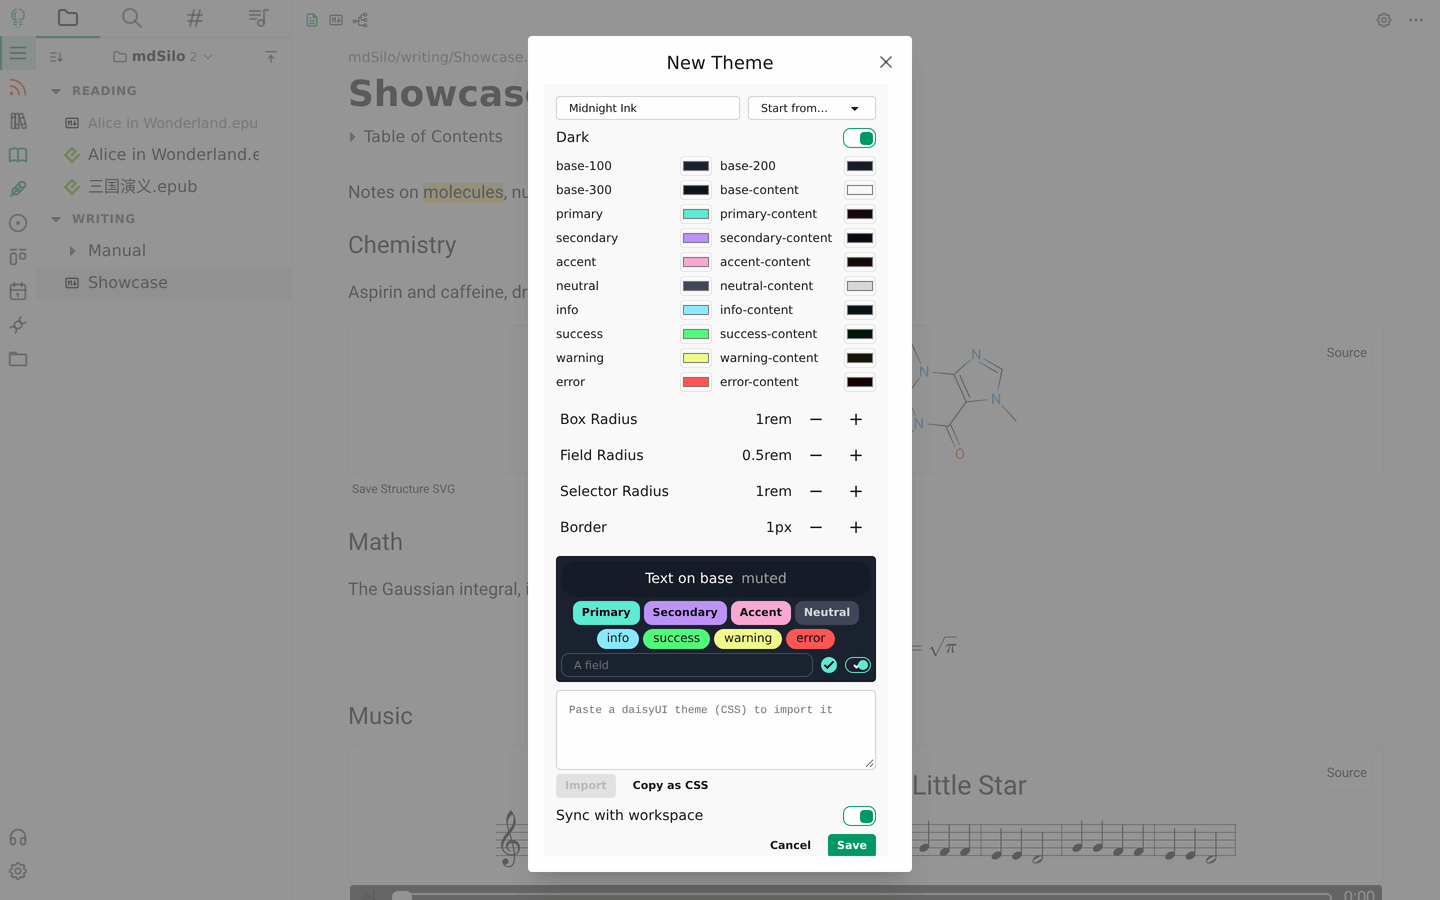 mdSilo 2
READING
Alice in Wonderland.epu
Alice in Wonderland.e
三国演义.epub
WRITING
Manual
Showcase
mdSilo/writing/Showcase.
Showcase
Table of Contents
Notes on molecules, nu
Chemistry
Aspirin and caffeine, dr
Source
N
N
N
N
O
Save Structure SVG
Math
The Gaussian integral, i
= √π
Music
Little Star
Source
0:00
New Theme
Midnight Ink
Start from...
Dark
base-100
base-200
base-300
base-content
primary
primary-content
secondary
secondary-content
accent
accent-content
neutral
neutral-content
info
info-content
success
success-content
warning
warning-content
error
error-content
Box Radius 1rem − +
Field Radius 0.5rem − +
Selector Radius 1rem − +
Border 1px − +
Text on base muted
Primary Secondary Accent Neutral
info success warning error
A field
Paste a daisyUI theme (CSS) to import it
Import Copy as CSS
Sync with workspace
Cancel Save